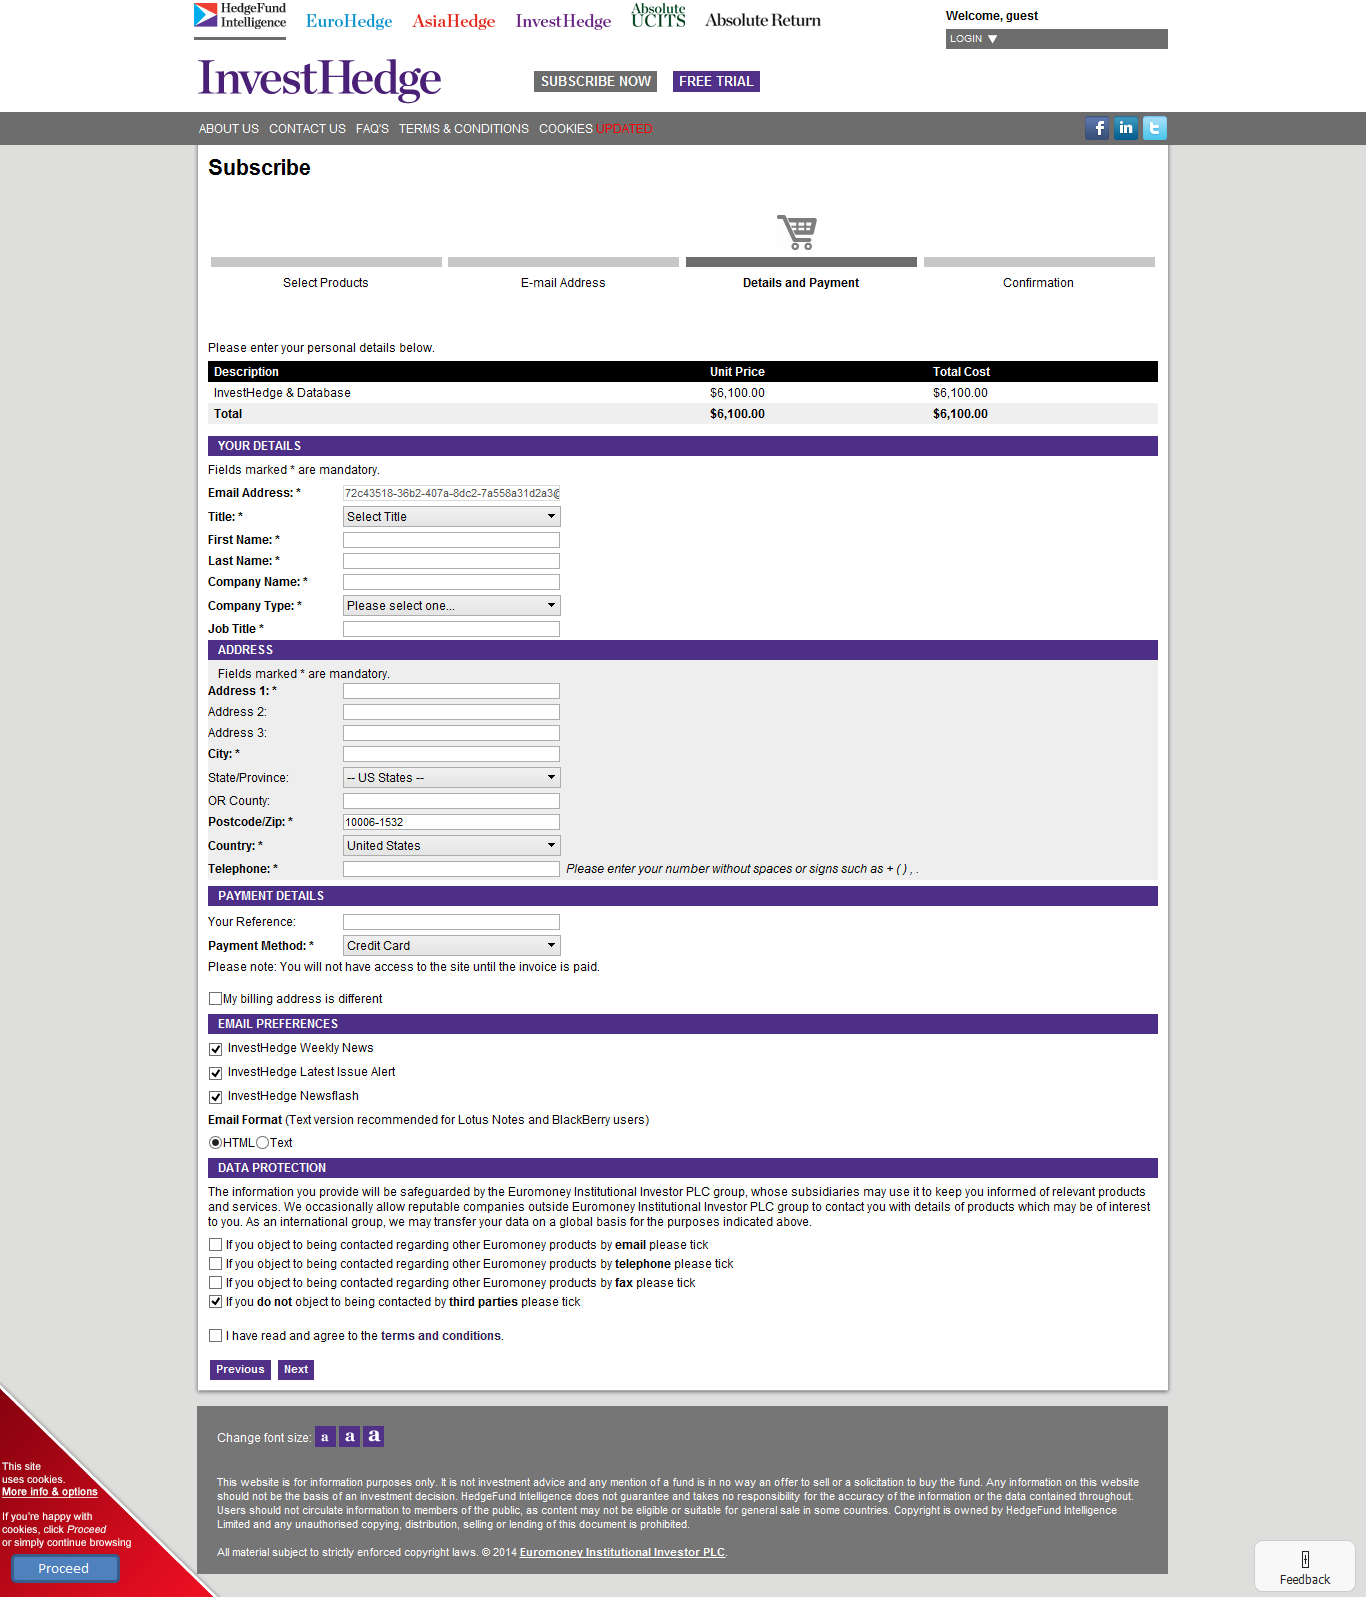 HedgeFund
Intelligence
EuroHedge
AsiaHedge
InvestHedge
Absolute
UCITS
Absolute Return
Welcome, guest
LOGIN ▼
InvestHedge
SUBSCRIBE NOW
FREE TRIAL
ABOUT US CONTACT US FAQ'S TERMS & CONDITIONS COOKIES UPDATED
Subscribe
Select Products
E-mail Address
Details and Payment
Confirmation
Please enter your personal details below.
Description Unit Price Total Cost
InvestHedge & Database $6,100.00 $6,100.00
Total $6,100.00 $6,100.00
YOUR DETAILS
Fields marked * are mandatory.
Email Address: * 72c43518-36b2-407a-8dc2-7a558a31d2a3@
Title: * Select Title
First Name: *
Last Name: *
Company Name: *
Company Type: * Please select one...
Job Title *
ADDRESS
Fields marked * are mandatory.
Address 1: *
Address 2:
Address 3:
City: *
State/Province: -- US States --
OR County:
Postcode/Zip: * 10006-1532
Country: * United States
Telephone: * Please enter your number without spaces or signs such as + ( ) , .
PAYMENT DETAILS
Your Reference:
Payment Method: * Credit Card
Please note: You will not have access to the site until the invoice is paid.
My billing address is different
EMAIL PREFERENCES
InvestHedge Weekly News
InvestHedge Latest Issue Alert
InvestHedge Newsflash
Email Format (Text version recommended for Lotus Notes and BlackBerry users)
HTML Text
DATA PROTECTION
The information you provide will be safeguarded by the Euromoney Institutional Investor PLC group, whose subsidiaries may use it to keep you informed of relevant products
and services. We occasionally allow reputable companies outside Euromoney Institutional Investor PLC group to contact you with details of products which may be of interest
to you. As an international group, we may transfer your data on a global basis for the purposes indicated above.
If you object to being contacted regarding other Euromoney products by email please tick
If you object to being contacted regarding other Euromoney products by telephone please tick
If you object to being contacted regarding other Euromoney products by fax please tick
If you do not object to being contacted by third parties please tick
I have read and agree to the terms and conditions.
Previous Next
Change font size: a a a
This website is for information purposes only. It is not investment advice and any mention of a fund is in no way an offer to sell or a solicitation to buy the fund. Any information on this website
should not be the basis of an investment decision. HedgeFund Intelligence does not guarantee and takes no responsibility for the accuracy of the information or the data contained throughout.
Users should not circulate information to members of the public, as content may not be eligible or suitable for general sale in some countries. Copyright is owned by HedgeFund Intelligence
Limited and any unauthorised copying, distribution, selling or lending of this document is prohibited.
All material subject to strictly enforced copyright laws. © 2014 Euromoney Institutional Investor PLC.
This site
uses cookies.
More info & options
If you're happy with
cookies, click Proceed
or simply continue browsing
Proceed
Feedback